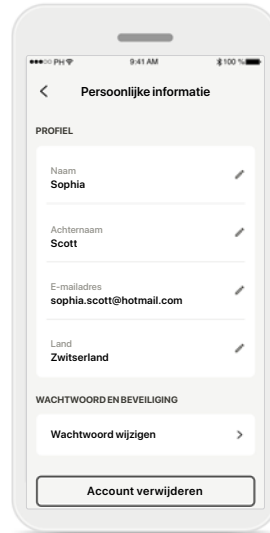 ●●●○○ PH 9:41 AM 100 %
Persoonlijke informatie
PROFIEL
Naam
Sophia
Achternaam
Scott
E-mailadres
sophia.scott@hotmail.com
Land
Zwitserland
WACHTWOORD EN BEVEILIGING
Wachtwoord wijzigen
Account verwijderen